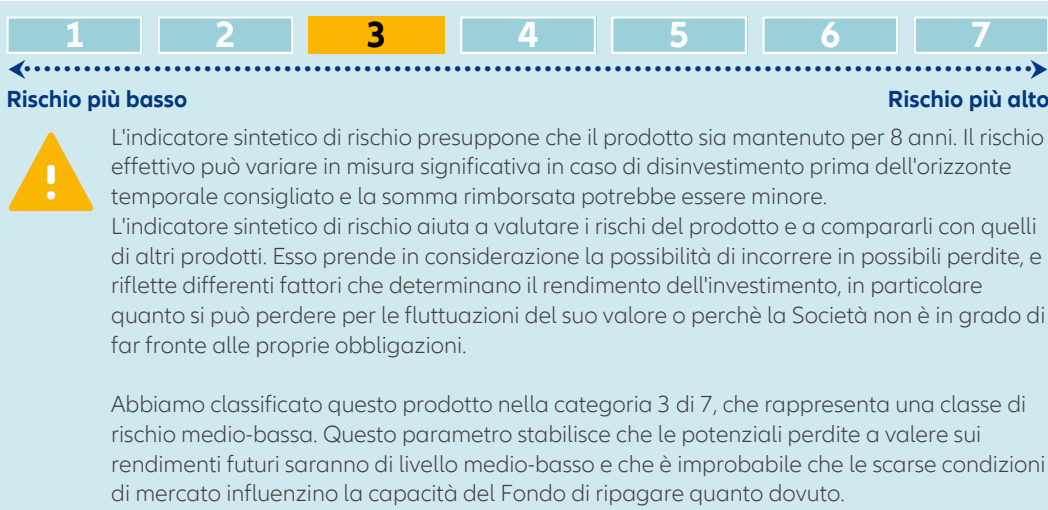 1 2 3 4 5 6 7
Rischio più basso Rischio più alto
L'indicatore sintetico di rischio presuppone che il prodotto sia mantenuto per 8 anni. Il rischio
effettivo può variare in misura significativa in caso di disinvestimento prima dell'orizzonte
temporale consigliato e la somma rimborsata potrebbe essere minore.
L'indicatore sintetico di rischio aiuta a valutare i rischi del prodotto e a compararli con quelli
di altri prodotti. Esso prende in considerazione la possibilità di incorrere in possibili perdite, e
riflette differenti fattori che determinano il rendimento dell'investimento, in particolare
quanto si può perdere per le fluttuazioni del suo valore o perchè la Società non è in grado di
far fronte alle proprie obbligazioni.
Abbiamo classificato questo prodotto nella categoria 3 di 7, che rappresenta una classe di
rischio medio-bassa. Questo parametro stabilisce che le potenziali perdite a valere sui
rendimenti futuri saranno di livello medio-basso e che è improbabile che le scarse condizioni
di mercato influenzino la capacità del Fondo di ripagare quanto dovuto.